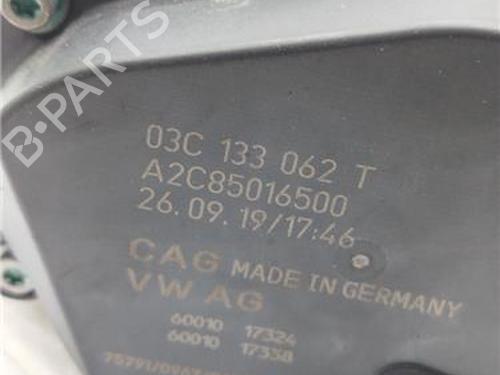 03C 133 062 T
A2C85016500
26.09.19/17:46
CAG MADE IN GERMANY
VW AG
60010 17324
60010 17338
B-Parts